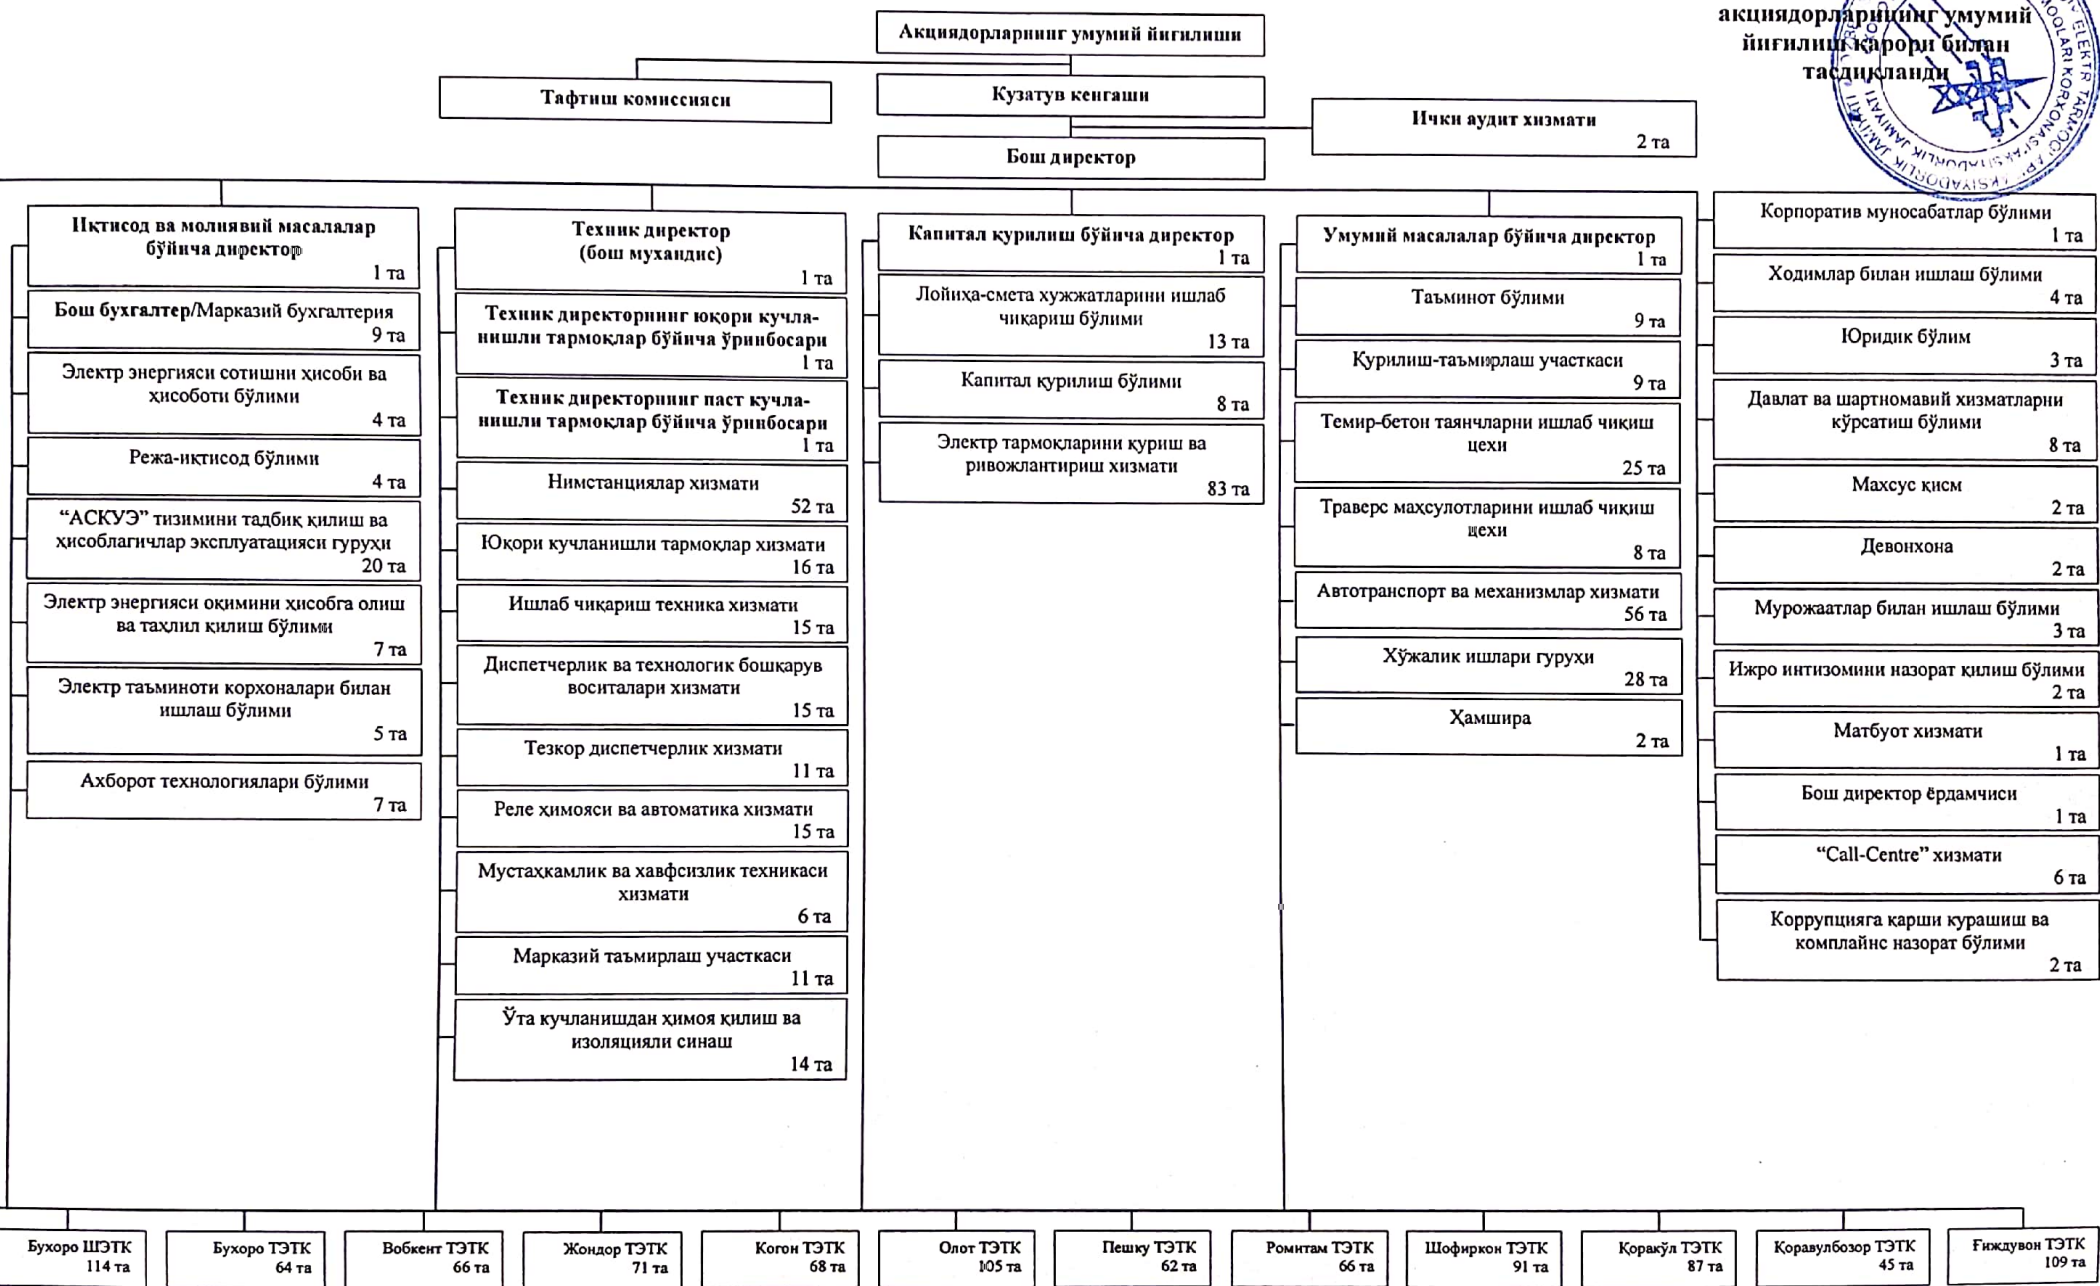 акциядорларининг умумий
йиғилиш қарори билан
тасдиқланди
Акциядорларнинг умумий йиғилиши
Тафтиш комиссияси
Кузатув кенгаши
Ички аудит хизмати
2 та
Бош директор
Иқтисод ва молиявий масалалар
бўйича директор
1 та
Бош бухгалтер/Марказий бухгалтерия
9 та
Электр энергияси сотишни ҳисоби ва
ҳисоботи бўлими
4 та
Режа-иқтисод бўлими
4 та
“АСКУЭ” тизимини тадбиқ қилиш ва
ҳисоблагичлар эксплуатацияси гуруҳи
20 та
Электр энергияси оқимини ҳисобга олиш
ва таҳлил қилиш бўлими
7 та
Электр таъминоти корхоналари билан
ишлаш бўлими
5 та
Ахборот технологиялари бўлими
7 та
Техник директор
(бош мухандис)
1 та
Техник директорнинг юқори кучла-
нишли тармоқлар бўйича ўринбосари
1 та
Техник директорнинг паст кучла-
нишли тармоқлар бўйича ўринбосари
1 та
Нимстанциялар хизмати
52 та
Юқори кучланишли тармоқлар хизмати
16 та
Ишлаб чиқариш техника хизмати
15 та
Диспетчерлик ва технологик бошқарув
воситалари хизмати
15 та
Тезкор диспетчерлик хизмати
11 та
Реле ҳимояси ва автоматика хизмати
15 та
Мустаҳкамлик ва хавфсизлик техникаси
хизмати
6 та
Марказий таъмирлаш участкаси
11 та
Ўта кучланишдан ҳимоя қилиш ва
изоляцияли синаш
14 та
Капитал қурилиш бўйича директор
1 та
Лойиҳа-смета хужжатларини ишлаб
чиқариш бўлими
13 та
Капитал қурилиш бўлими
8 та
Электр тармоқларини қуриш ва
ривожлантириш хизмати
83 та
Умумий масалалар бўйича директор
1 та
Таъминот бўлими
9 та
Қурилиш-таъмирлаш участкаси
9 та
Темир-бетон таянчларни ишлаб чиқиш
цехи
25 та
Траверс маҳсулотларини ишлаб чиқиш
цехи
8 та
Автотранспорт ва механизмлар хизмати
56 та
Хўжалик ишлари гуруҳи
28 та
Ҳамшира
2 та
Корпоратив муносабатлар бўлими
1 та
Ходимлар билан ишлаш бўлими
4 та
Юридик бўлим
3 та
Давлат ва шартномавий хизматларни
кўрсатиш бўлими
8 та
Махсус қисм
2 та
Девонхона
2 та
Мурожаатлар билан ишлаш бўлими
3 та
Ижро интизомини назорат қилиш бўлими
2 та
Матбуот хизмати
1 та
Бош директор ёрдамчиси
1 та
“Call-Centre” хизмати
6 та
Коррупцияга қарши курашиш ва
комплайнс назорат бўлими
2 та
Бухоро ШЭТК
114 та
Бухоро ТЭТК
64 та
Вобкент ТЭТК
66 та
Жондор ТЭТК
71 та
Когон ТЭТК
68 та
Олот ТЭТК
105 та
Пешку ТЭТК
62 та
Ромитам ТЭТК
66 та
Шофиркон ТЭТК
91 та
Қоракўл ТЭТК
87 та
Қоравулбозор ТЭТК
45 та
Ғиждувон ТЭТК
109 та